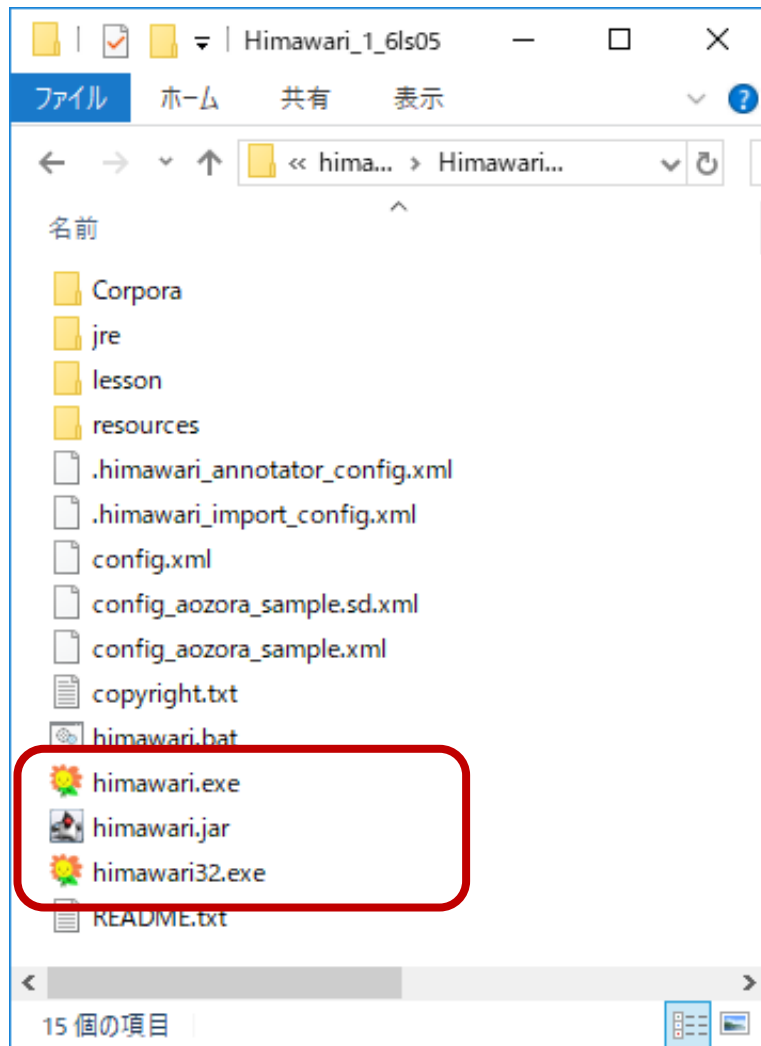 Himawari_1_6ls05
ファイル ホーム 共有 表示
« hima... › Himawari...
名前
Corpora
jre
lesson
resources
.himawari_annotator_config.xml
.himawari_import_config.xml
config.xml
config_aozora_sample.sd.xml
config_aozora_sample.xml
copyright.txt
himawari.bat
himawari.exe
himawari.jar
himawari32.exe
README.txt
15 個の項目